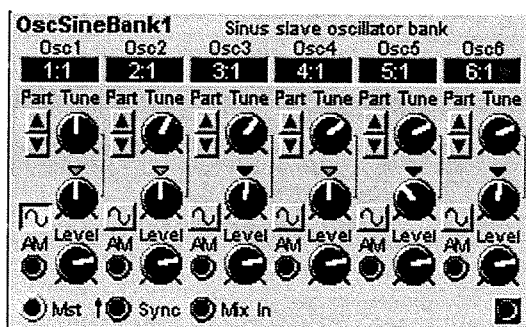 OscSineBank1 Sinus slave oscillator bank
Osc1 Osc2 Osc3 Osc4 Osc5 Osc6
1:1 2:1 3:1 4:1 5:1 6:1
Part Tune Part Tune Part Tune Part Tune Part Tune Part Tune
AM Level AM Level AM Level AM Level AM Level AM Level
Mst Sync Mix In